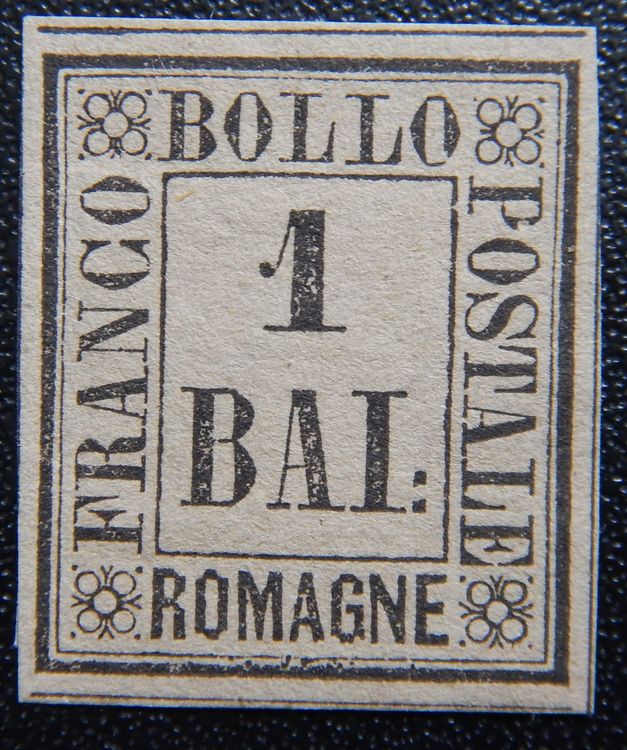 FRANCO
BOLLO
POSTALE
1
BAI:
ROMAGNE